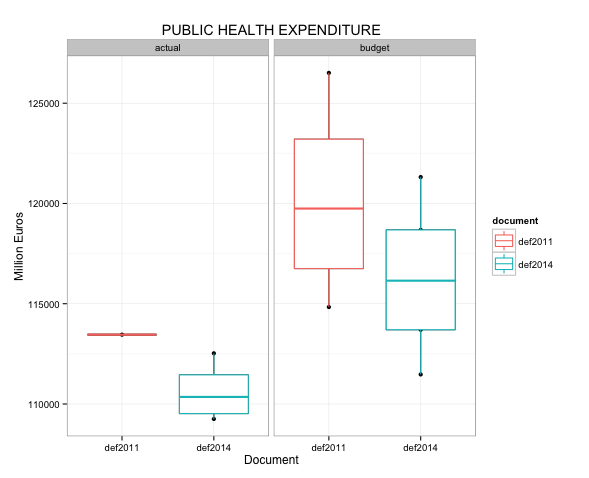 PUBLIC HEALTH EXPENDITURE
actual
budget
Million Euros
125000
120000
115000
110000
def2011
def2014
def2011
def2014
Document
document
def2011
def2014